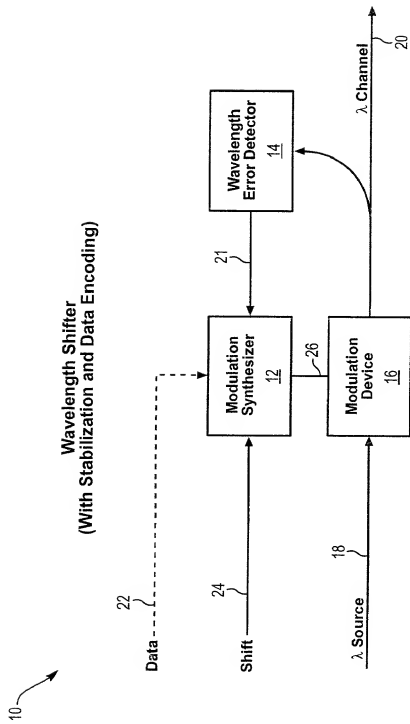 10
Wavelength Shifter
(With Stabilization and Data Encoding)
Data
22
Shift
24
λ Source
18
Modulation
Synthesizer
12
26
Modulation
Device
16
21
Wavelength
Error Detector
14
λ Channel
20